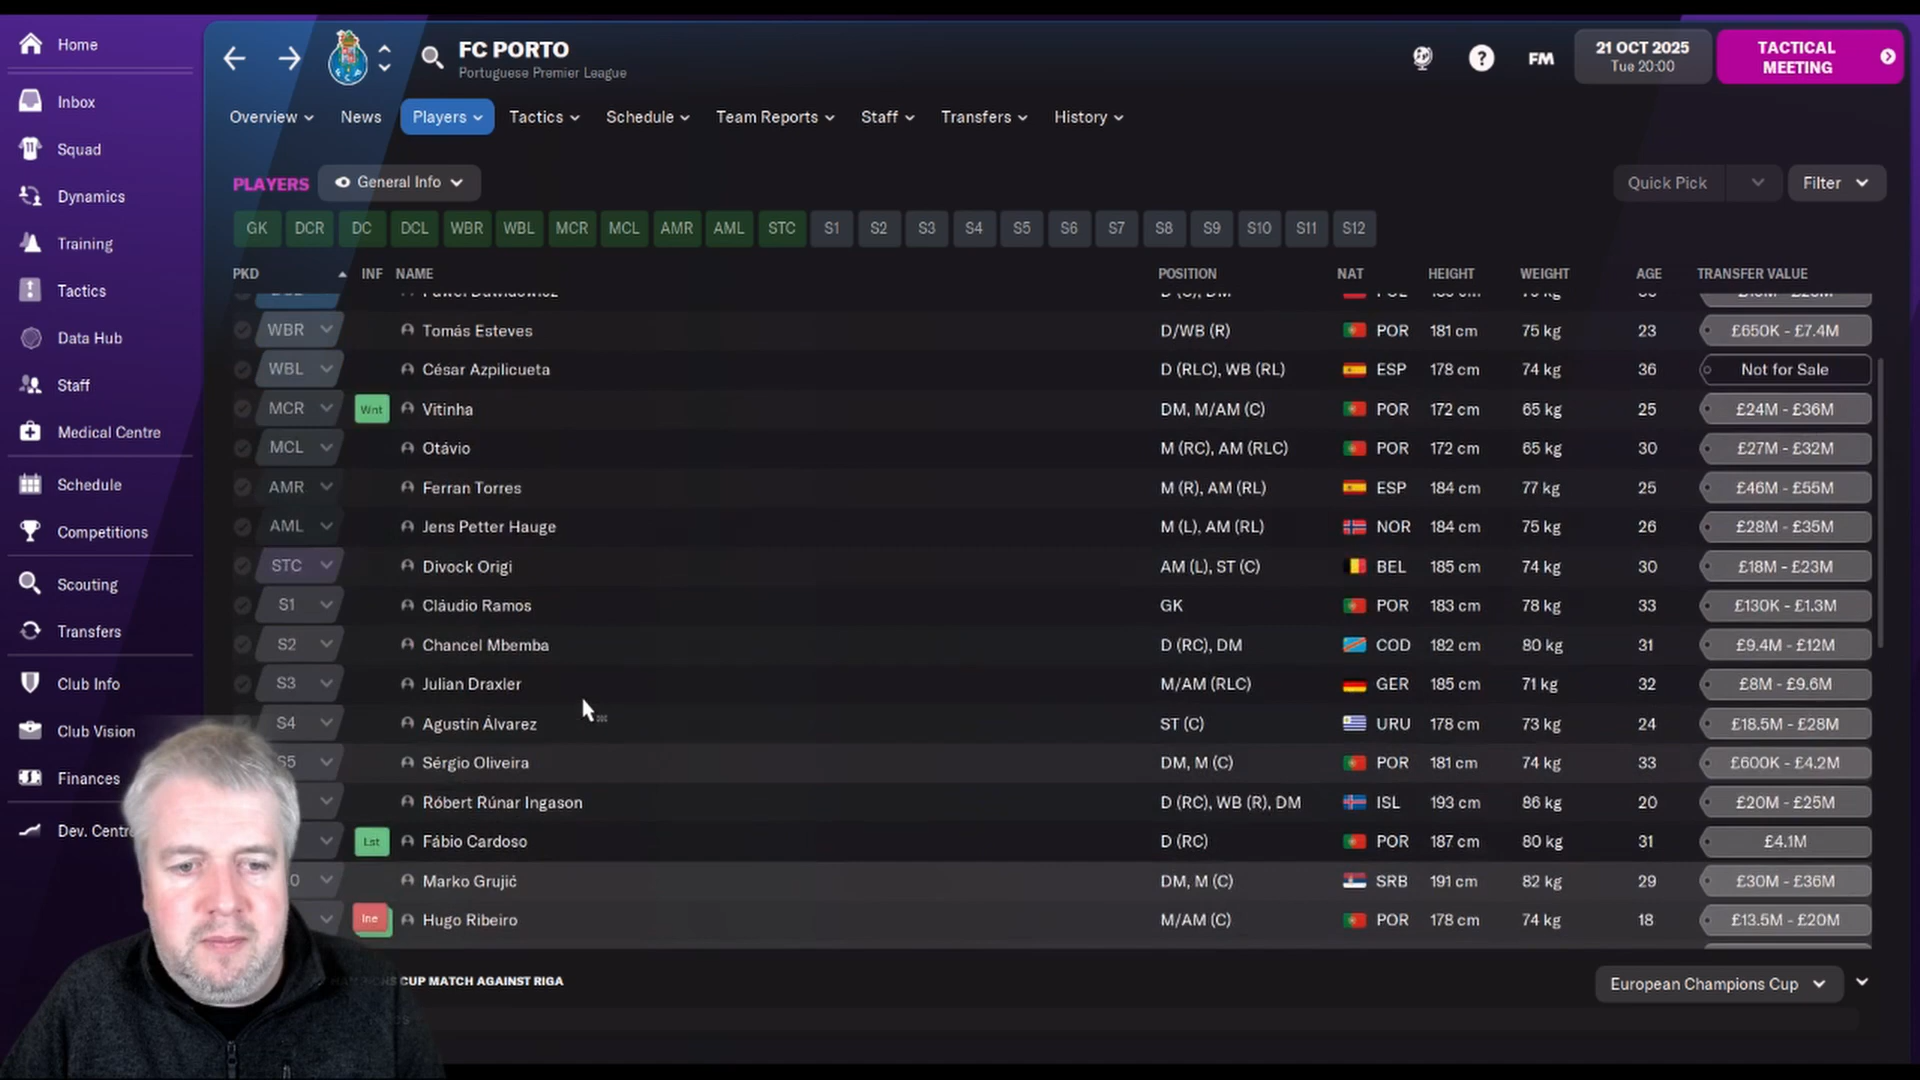 Home
Inbox
Squad
Dynamics
Training
Tactics
Data Hub
Staff
Medical Centre
Schedule
Competitions
Scouting
Transfers
Club Info
Club Vision
Finances
Dev. Centre
FC PORTO
Portuguese Premier League
FM
21 OCT 2025
Tue 20:00
TACTICAL
MEETING
Overview News Players Tactics Schedule Team Reports Staff Transfers History
PLAYERS General Info Quick Pick Filter
GK DCR DC DCL WBR WBL MCR MCL AMR AML STC S1 S2 S3 S4 S5 S6 S7 S8 S9 S10 S11 S12
PKD INF NAME POSITION NAT HEIGHT WEIGHT AGE TRANSFER VALUE
WBR Tomás Esteves D/WB (R) POR 181 cm 75 kg 23 £650K - £7.4M
WBL César Azpilicueta D (RLC), WB (RL) ESP 178 cm 74 kg 36 Not for Sale
MCR Wnt Vitinha DM, M/AM (C) POR 172 cm 65 kg 25 £24M - £36M
MCL Otávio M (RC), AM (RLC) POR 172 cm 65 kg 30 £27M - £32M
AMR Ferran Torres M (R), AM (RL) ESP 184 cm 77 kg 25 £46M - £55M
AML Jens Petter Hauge M (L), AM (RL) NOR 184 cm 75 kg 26 £28M - £35M
STC Divock Origi AM (L), ST (C) BEL 185 cm 74 kg 30 £18M - £23M
S1 Cláudio Ramos GK POR 183 cm 78 kg 33 £130K - £1.3M
S2 Chancel Mbemba D (RC), DM COD 182 cm 80 kg 31 £9.4M - £12M
S3 Julian Draxler M/AM (RLC) GER 185 cm 71 kg 32 £8M - £9.6M
S4 Agustín Álvarez ST (C) URU 178 cm 73 kg 24 £18.5M - £28M
S5 Sérgio Oliveira DM, M (C) POR 181 cm 74 kg 33 £600K - £4.2M
Róbert Rúnar Ingason D (RC), WB (R), DM ISL 193 cm 86 kg 20 £20M - £25M
Lst Fábio Cardoso D (RC) POR 187 cm 80 kg 31 £4.1M
Marko Grujić DM, M (C) SRB 191 cm 82 kg 29 £30M - £36M
Ine Hugo Ribeiro M/AM (C) POR 178 cm 74 kg 18 £13.5M - £20M
CUP MATCH AGAINST RIGA
European Champions Cup